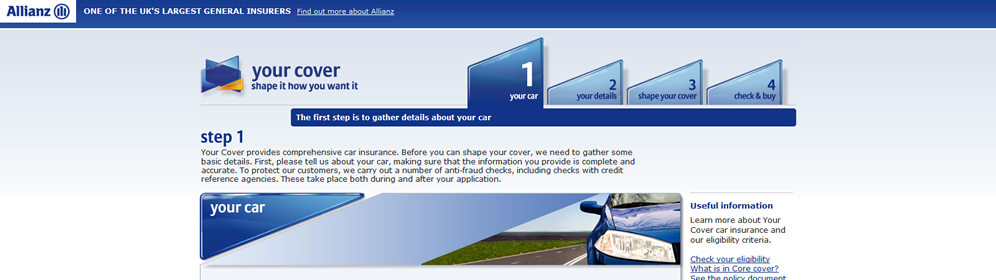 Allianz
ONE OF THE UK'S LARGEST GENERAL INSURERS Find out more about Allianz
your cover
shape it how you want it
1
your car
2
your details
3
shape your cover
4
check & buy
The first step is to gather details about your car
step 1
Your Cover provides comprehensive car insurance. Before you can shape your cover, we need to gather some
basic details. First, please tell us about your car, making sure that the information you provide is complete and
accurate. To protect our customers, we carry out a number of anti-fraud checks, including checks with credit
reference agencies. These take place both during and after your application.
your car
Useful information
Learn more about Your
Cover car insurance and
our eligibility criteria.
Check your eligibility
What is in Core cover?
See the policy document